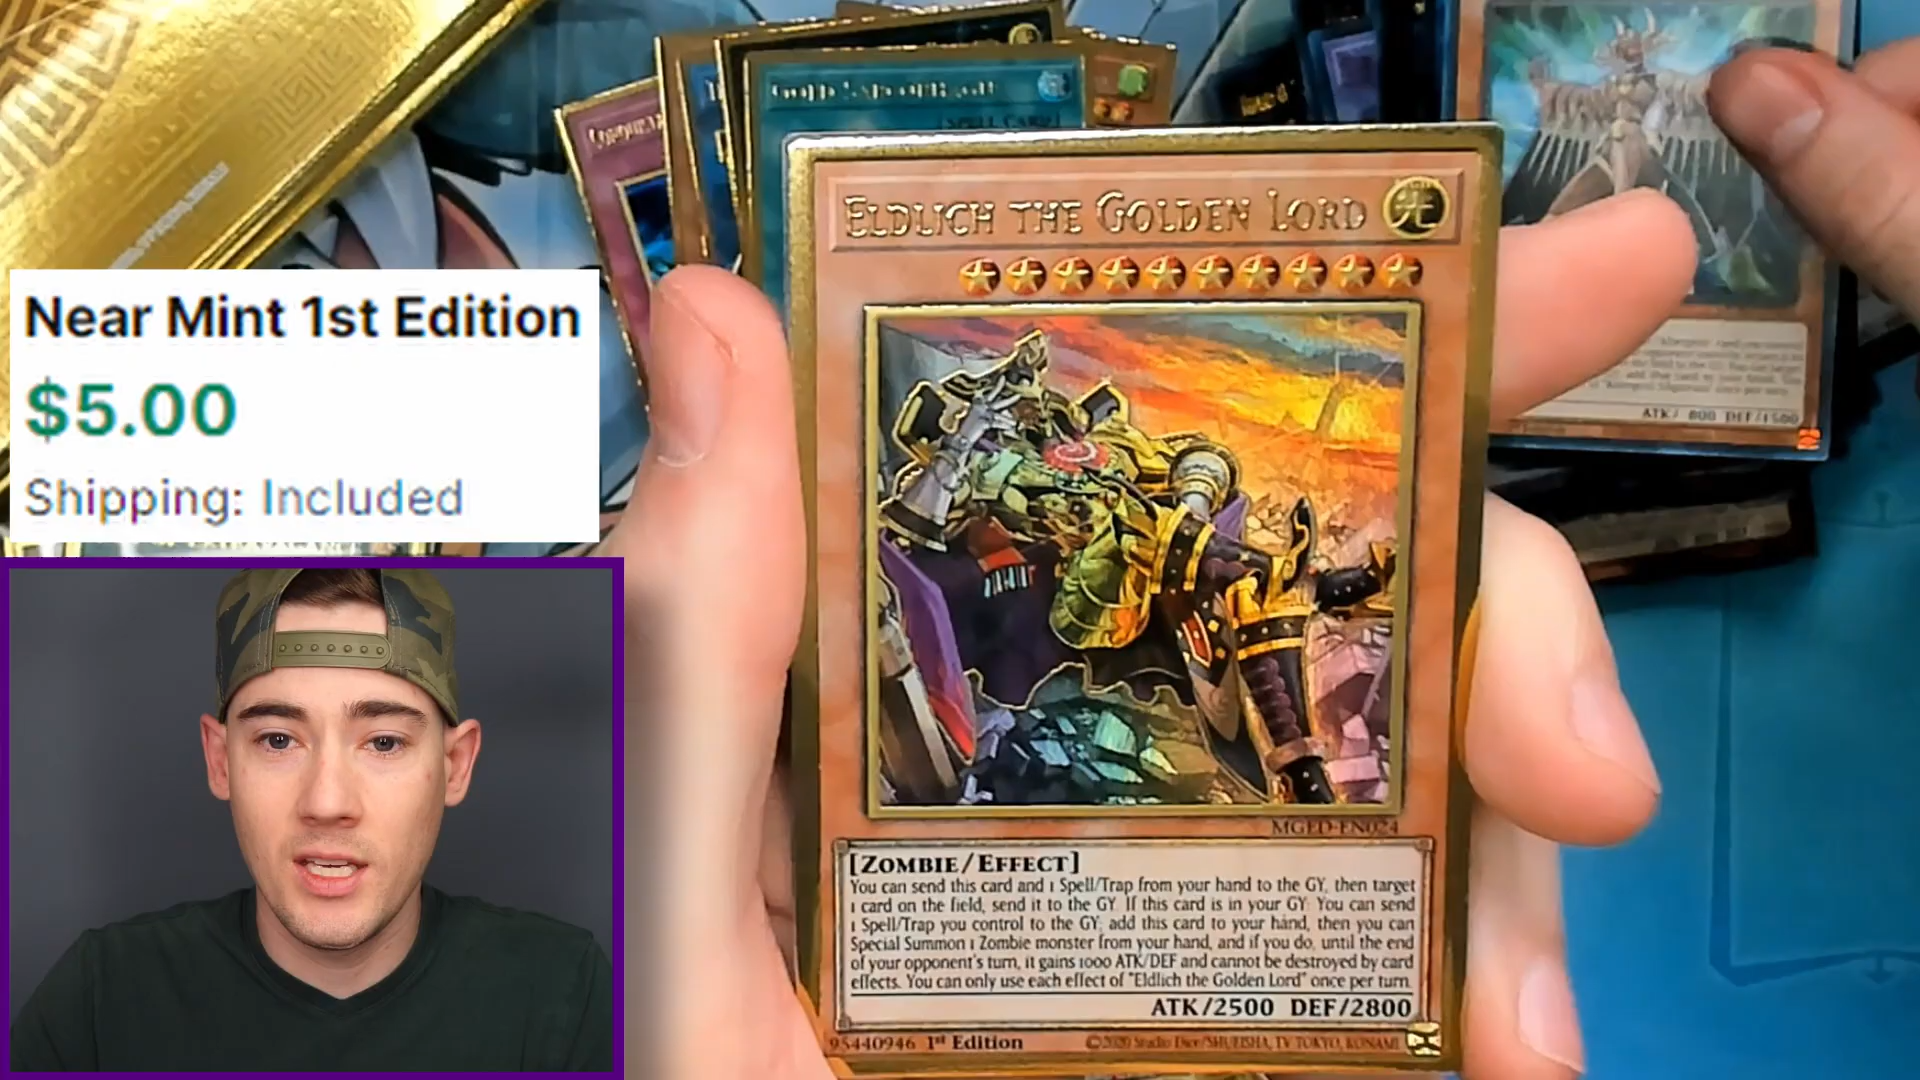 Near Mint 1st Edition
$5.00
Shipping: Included
SPELL CARD
ELDLICH THE GOLDEN LORD
光
MGED-EN024
[ZOMBIE/EFFECT]
You can send this card and 1 Spell/Trap from your hand to the GY, then target
1 card on the field, send it to the GY. If this card is in your GY: You can send
1 Spell/Trap you control to the GY; add this card to your hand, then you can
Special Summon 1 Zombie monster from your hand, and if you do, until the end
of your opponent's turn, it gains 1000 ATK/DEF and cannot be destroyed by card
effects. You can only use each effect of "Eldlich the Golden Lord" once per turn.
ATK/2500 DEF/2800
95440946 1st Edition
©2020 Studio Dice/SHUEISHA, TV TOKYO, KONAMI
ATK/ 800 DEF/1500